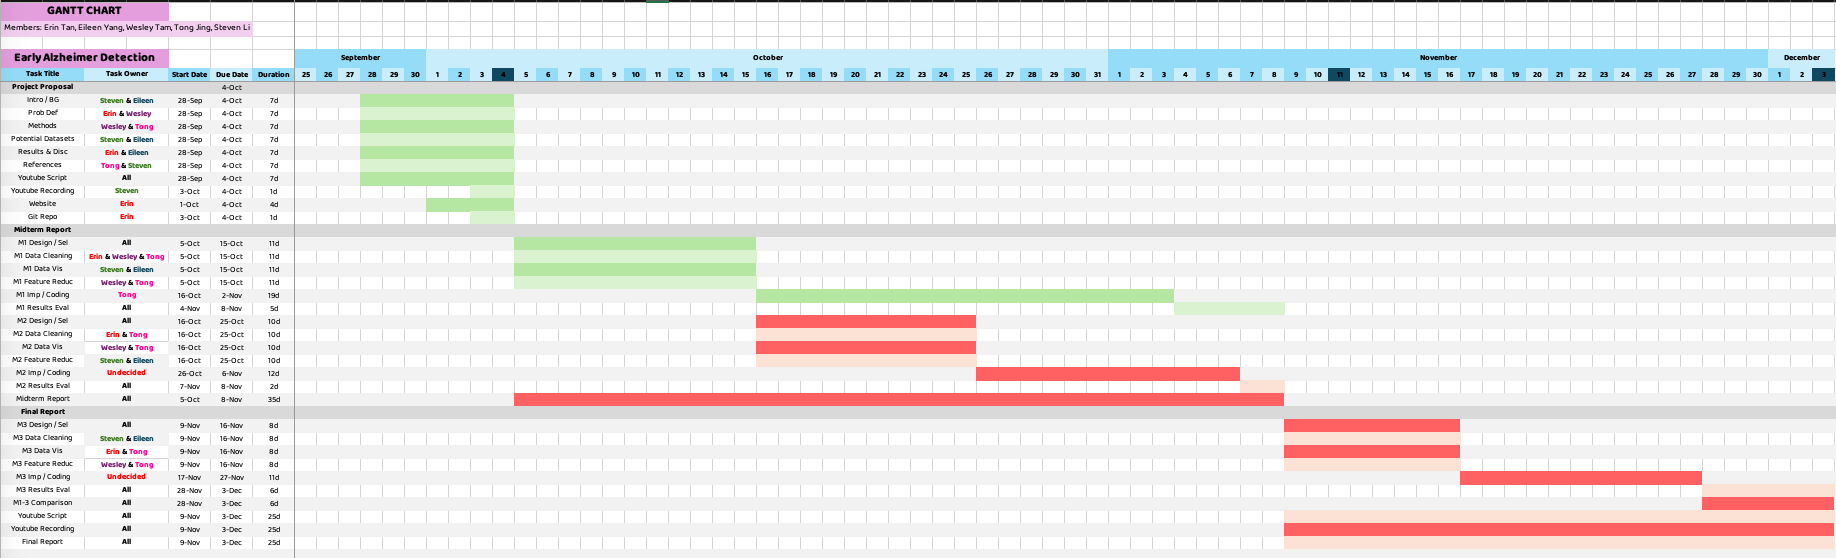 GANTT CHART
Members: Erin Tan, Eileen Yang, Wesley Tam, Tong Jing, Steven Li
Early Alzheimer Detection September October November December
Task Title Task Owner Start Date Due Date Duration 25 26 27 28 29 30 1 2 3 4 5 6 7 8 9 10 11 12 13 14 15 16 17 18 19 20 21 22 23 24 25 26 27 28 29 30 31 1 2 3 4 5 6 7 8 9 10 11 12 13 14 15 16 17 18 19 20 21 22 23 24 25 26 27 28 29 30 1 2 3
Project Proposal 4-Oct
Intro / BG Steven & Eileen 28-Sep 4-Oct 7d
Prob Def Erin & Wesley 28-Sep 4-Oct 7d
Methods Wesley & Tong 28-Sep 4-Oct 7d
Potential Datasets Steven & Eileen 28-Sep 4-Oct 7d
Results & Disc Erin & Eileen 28-Sep 4-Oct 7d
References Tong & Steven 28-Sep 4-Oct 7d
Youtube Script All 28-Sep 4-Oct 7d
Youtube Recording Steven 3-Oct 4-Oct 1d
Website Erin 1-Oct 4-Oct 4d
Git Repo Erin 3-Oct 4-Oct 1d
Midterm Report
M1 Design / Sel All 5-Oct 15-Oct 11d
M1 Data Cleaning Erin & Wesley & Tong 5-Oct 15-Oct 11d
M1 Data Vis Steven & Eileen 5-Oct 15-Oct 11d
M1 Feature Reduc Wesley & Tong 5-Oct 15-Oct 11d
M1 Imp / Coding Tong 16-Oct 2-Nov 19d
M1 Results Eval All 4-Nov 8-Nov 5d
M2 Design / Sel All 16-Oct 25-Oct 10d
M2 Data Cleaning Erin & Tong 16-Oct 25-Oct 10d
M2 Data Vis Wesley & Tong 16-Oct 25-Oct 10d
M2 Feature Reduc Steven & Eileen 16-Oct 25-Oct 10d
M2 Imp / Coding Undecided 26-Oct 6-Nov 12d
M2 Results Eval All 7-Nov 8-Nov 2d
Midterm Report All 5-Oct 8-Nov 35d
Final Report
M3 Design / Sel All 9-Nov 16-Nov 8d
M3 Data Cleaning Steven & Eileen 9-Nov 16-Nov 8d
M3 Data Vis Erin & Tong 9-Nov 16-Nov 8d
M3 Feature Reduc Wesley & Tong 9-Nov 16-Nov 8d
M3 Imp / Coding Undecided 17-Nov 27-Nov 11d
M3 Results Eval All 28-Nov 3-Dec 6d
M1-3 Comparison All 28-Nov 3-Dec 6d
Youtube Script All 9-Nov 3-Dec 25d
Youtube Recording All 9-Nov 3-Dec 25d
Final Report All 9-Nov 3-Dec 25d